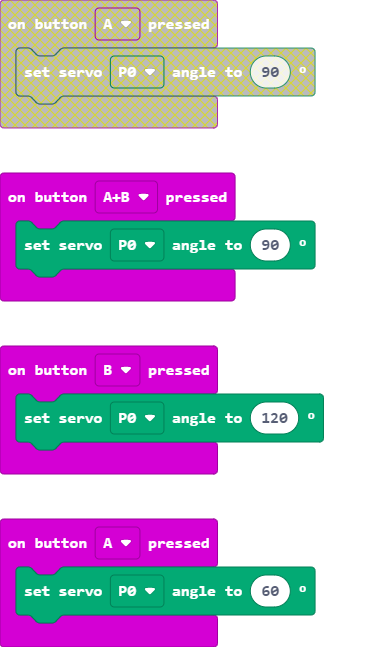 on button A pressed
set servo P0 angle to 90 °
on button A+B pressed
set servo P0 angle to 90 °
on button B pressed
set servo P0 angle to 120 °
on button A pressed
set servo P0 angle to 60 °